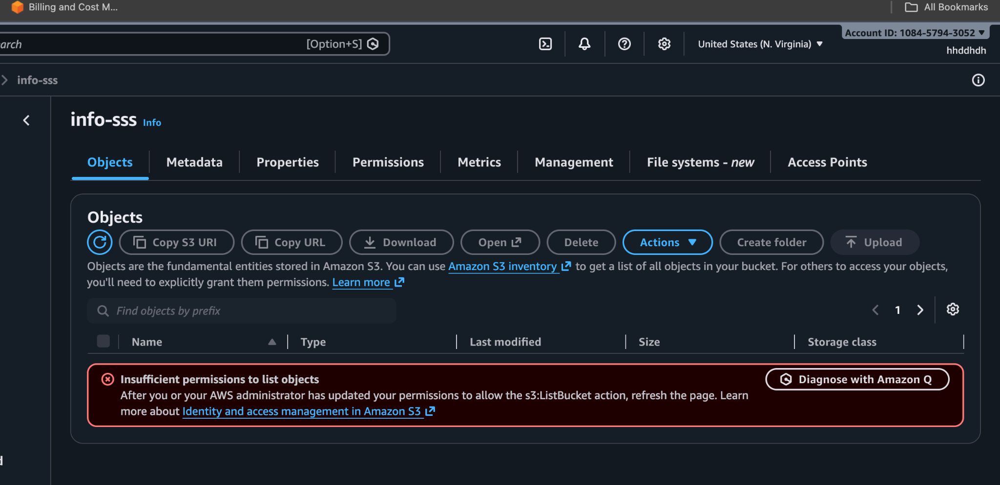 Billing and Cost M...
All Bookmarks
arch
[Option+S]
United States (N. Virginia)
Account ID: 1084-5794-3052
hhddhdh
info-sss
info-sss Info
Objects
Metadata
Properties
Permissions
Metrics
Management
File systems - new
Access Points
Objects
Copy S3 URI
Copy URL
Download
Open
Delete
Actions
Create folder
Upload
Objects are the fundamental entities stored in Amazon S3. You can use Amazon S3 inventory to get a list of all objects in your bucket. For others to access your objects,
you'll need to explicitly grant them permissions. Learn more
Find objects by prefix
1
Name
Type
Last modified
Size
Storage class
Insufficient permissions to list objects
Diagnose with Amazon Q
After you or your AWS administrator has updated your permissions to allow the s3:ListBucket action, refresh the page. Learn
more about Identity and access management in Amazon S3